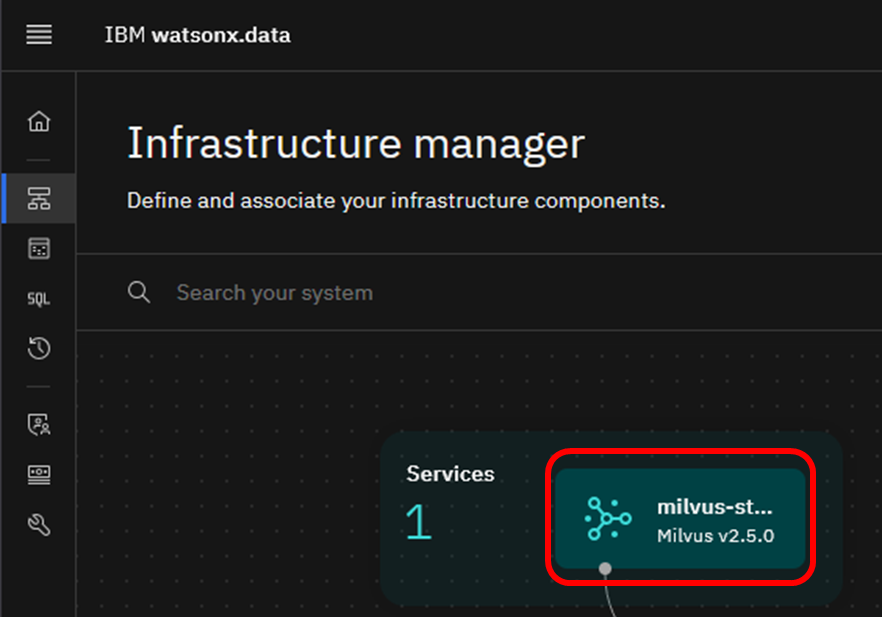 IBM watsonx.data
Infrastructure manager
Define and associate your infrastructure components.
SQL
Search your system
Services
1
milvus-st...
Milvus v2.5.0